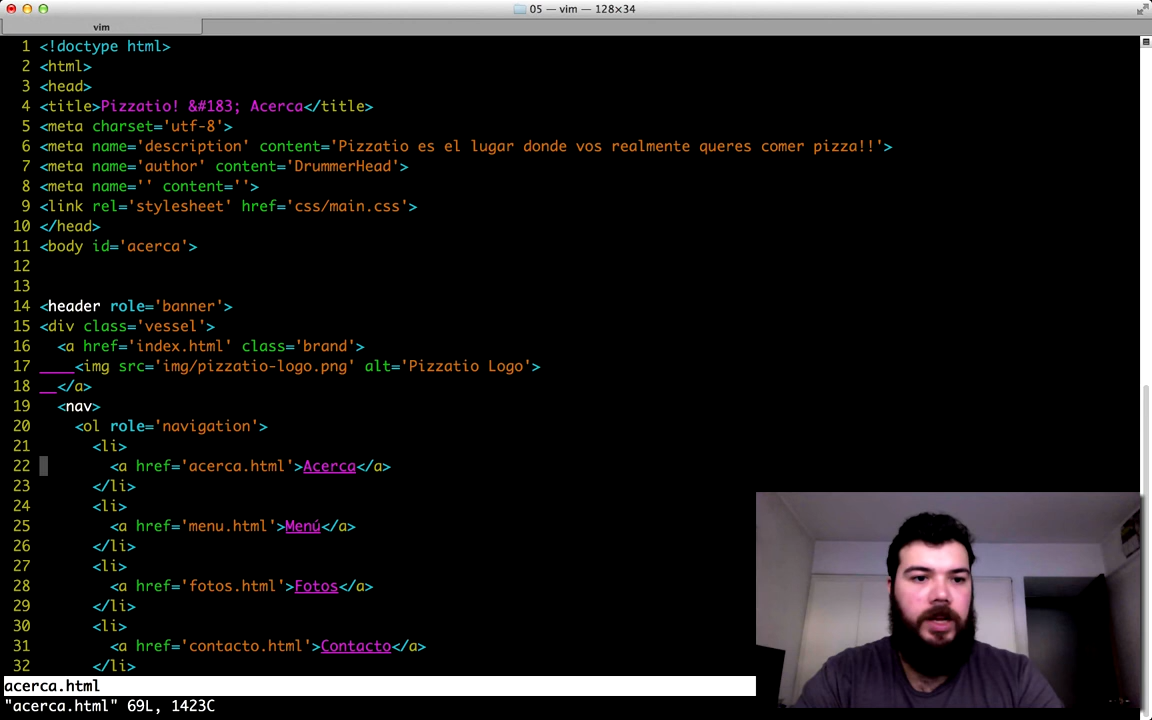 05 — vim — 128×34
vim
1 <!doctype html>
2 <html>
3 <head>
4 <title>Pizzatio! &#183; Acerca</title>
5 <meta charset='utf-8'>
6 <meta name='description' content='Pizzatio es el lugar donde vos realmente queres comer pizza!!'>
7 <meta name='author' content='DrummerHead'>
8 <meta name='' content=''>
9 <link rel='stylesheet' href='css/main.css'>
10 </head>
11 <body id='acerca'>
12
13
14 <header role='banner'>
15 <div class='vessel'>
16   <a href='index.html' class='brand'>
17 ____<img src='img/pizzatio-logo.png' alt='Pizzatio Logo'>
18 __</a>
19   <nav>
20     <ol role='navigation'>
21       <li>
22         <a href='acerca.html'>Acerca</a>
23       </li>
24       <li>
25         <a href='menu.html'>Menú</a>
26       </li>
27       <li>
28         <a href='fotos.html'>Fotos</a>
29       </li>
30       <li>
31         <a href='contacto.html'>Contacto</a>
32       </li>
acerca.html
"acerca.html" 69L, 1423C